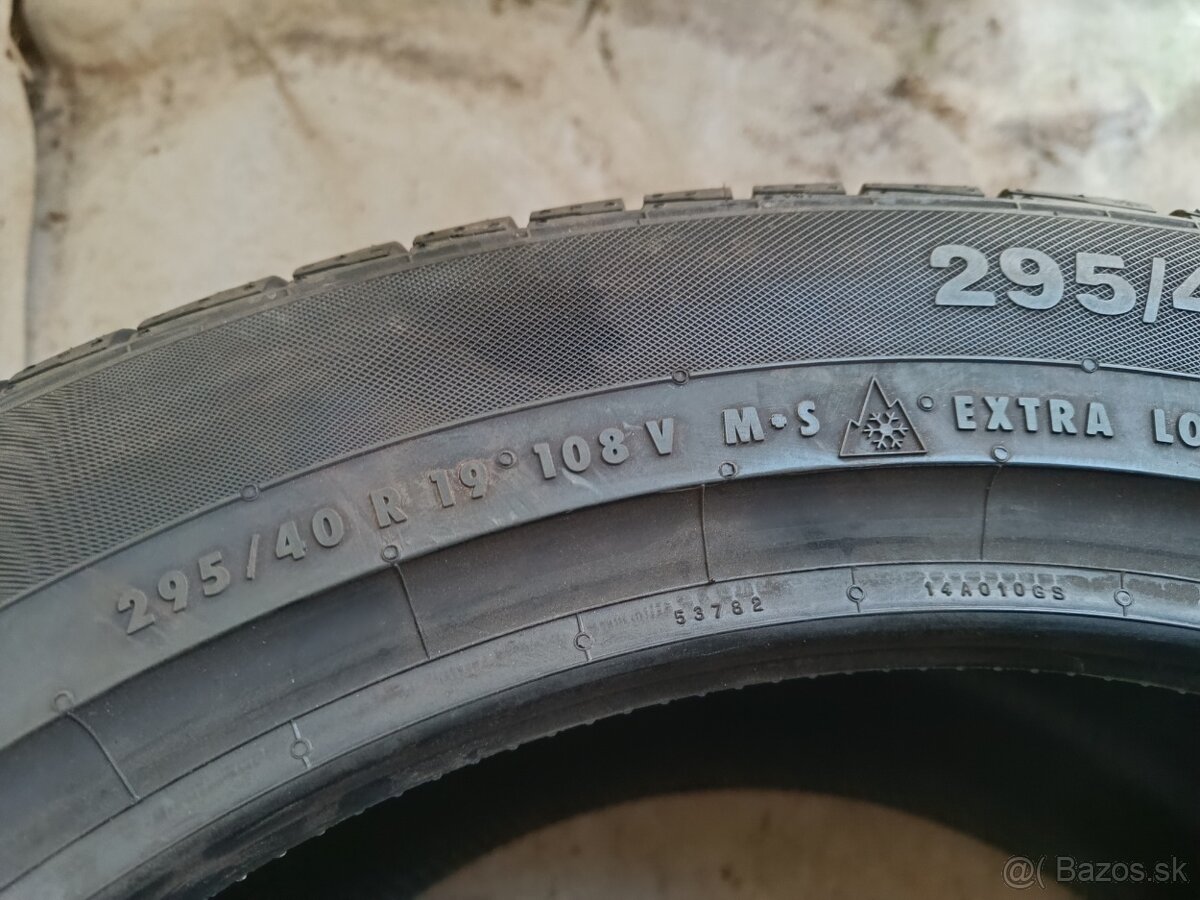 295/4
295/40 R 19 108 V M+S EXTRA LO
53782
14A010GS
@( Bazos.sk